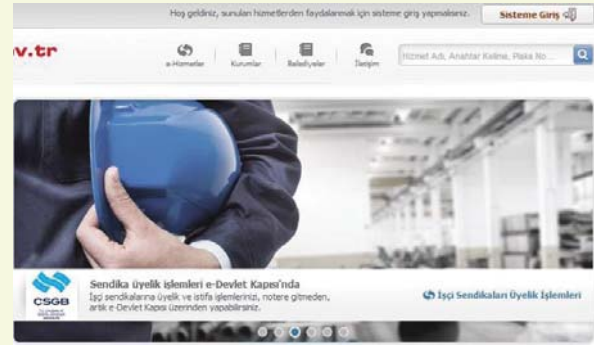 Hoş geldiniz, sunulan hizmetlerden faydalanmak için sisteme giriş yapmalısınız.
Sisteme Giriş
v.tr
e-Hizmetler
Kurumlar
Belediyeler
İletişim
Hizmet Adı, Anahtar Kelime, Plaka No...
Sendika üyelik işlemleri e-Devlet Kapısı'nda
İşçi sendikalarına üyelik ve istifa işlemlerinizi, notere gitmeden,
artık e-Devlet Kapısı üzerinden yapabilirsiniz.
CSGB
İşçi Sendikaları Üyelik İşlemleri